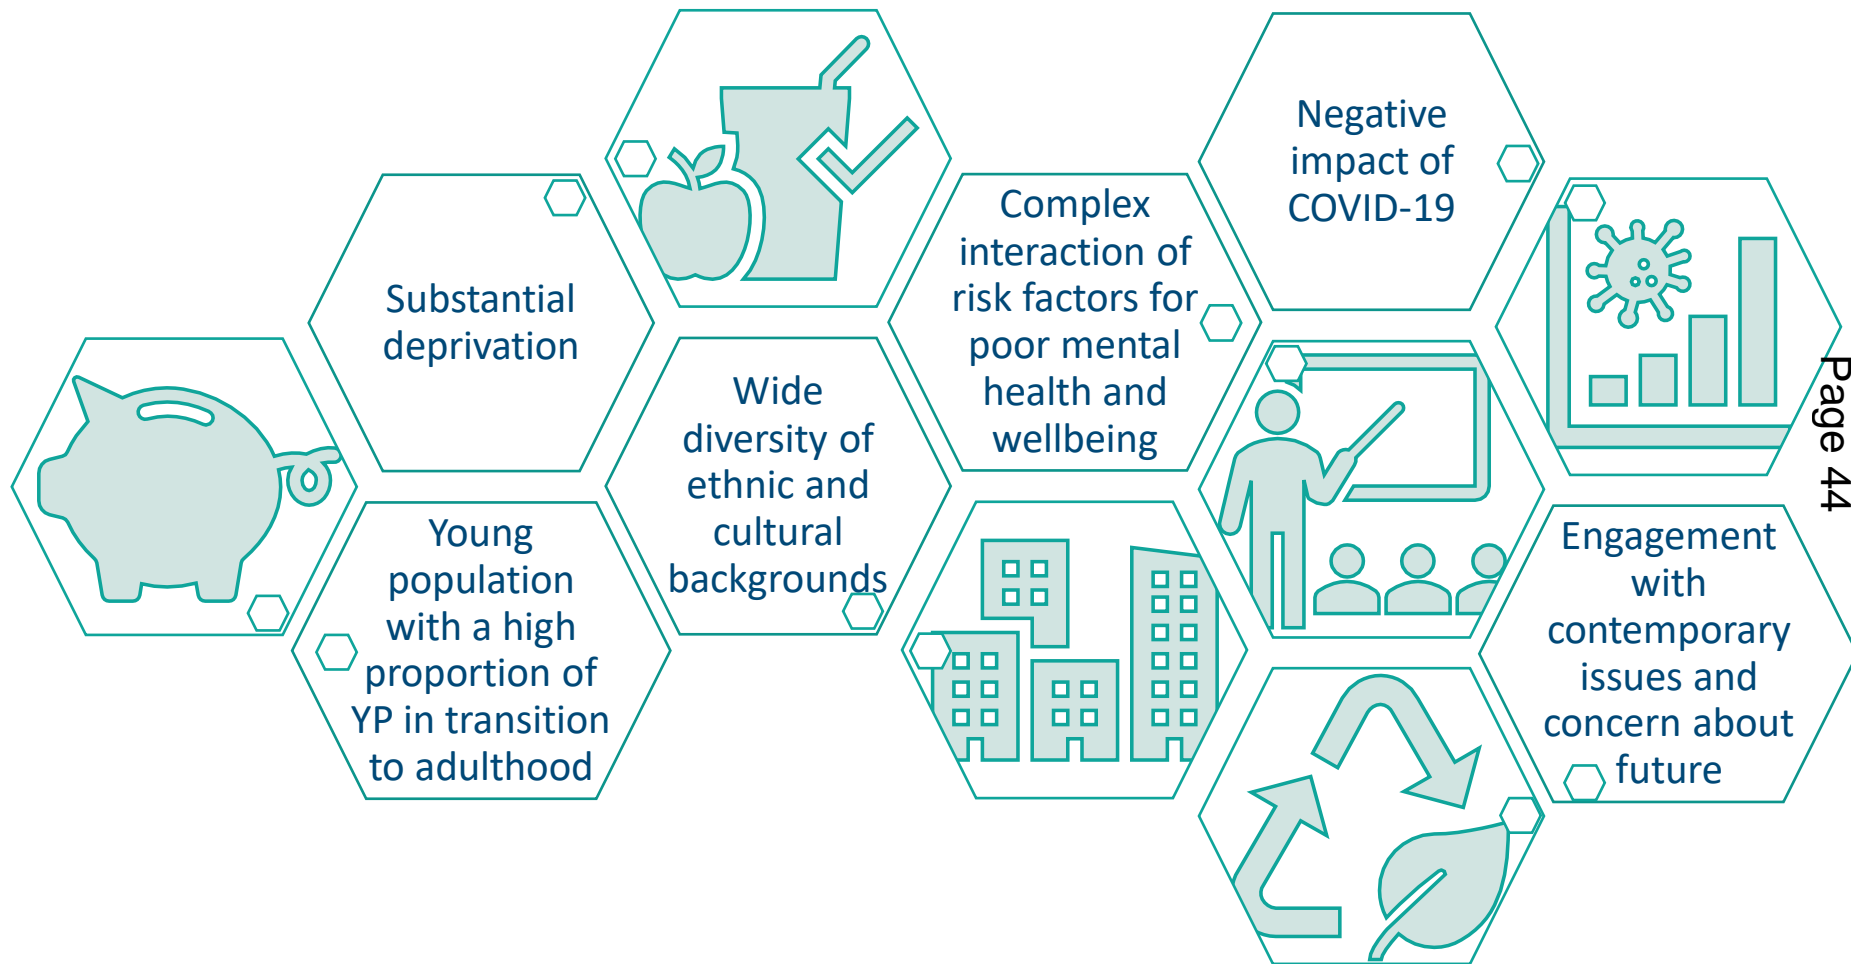 Substantial
deprivation
Young
population
with a high
proportion of
YP in transition
to adulthood
Wide
diversity of
ethnic and
cultural
backgrounds
Complex
interaction of
risk factors for
poor mental
health and
wellbeing
Negative
impact of
COVID-19
Engagement
with
contemporary
issues and
concern about
future
Page 44